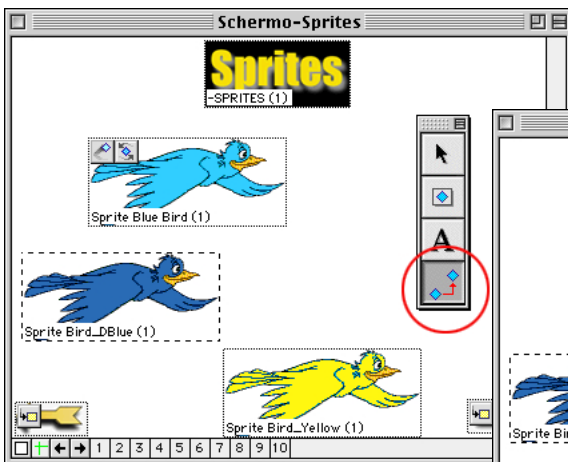 Schermo-Sprites
Sprites
-SPRITES (1)
Sprite Blue Bird (1)
A
Sprite Bird_DBlue (1)
Sprite Bird_Yellow (1)
Sprite Bi
1 2 3 4 5 6 7 8 9 10